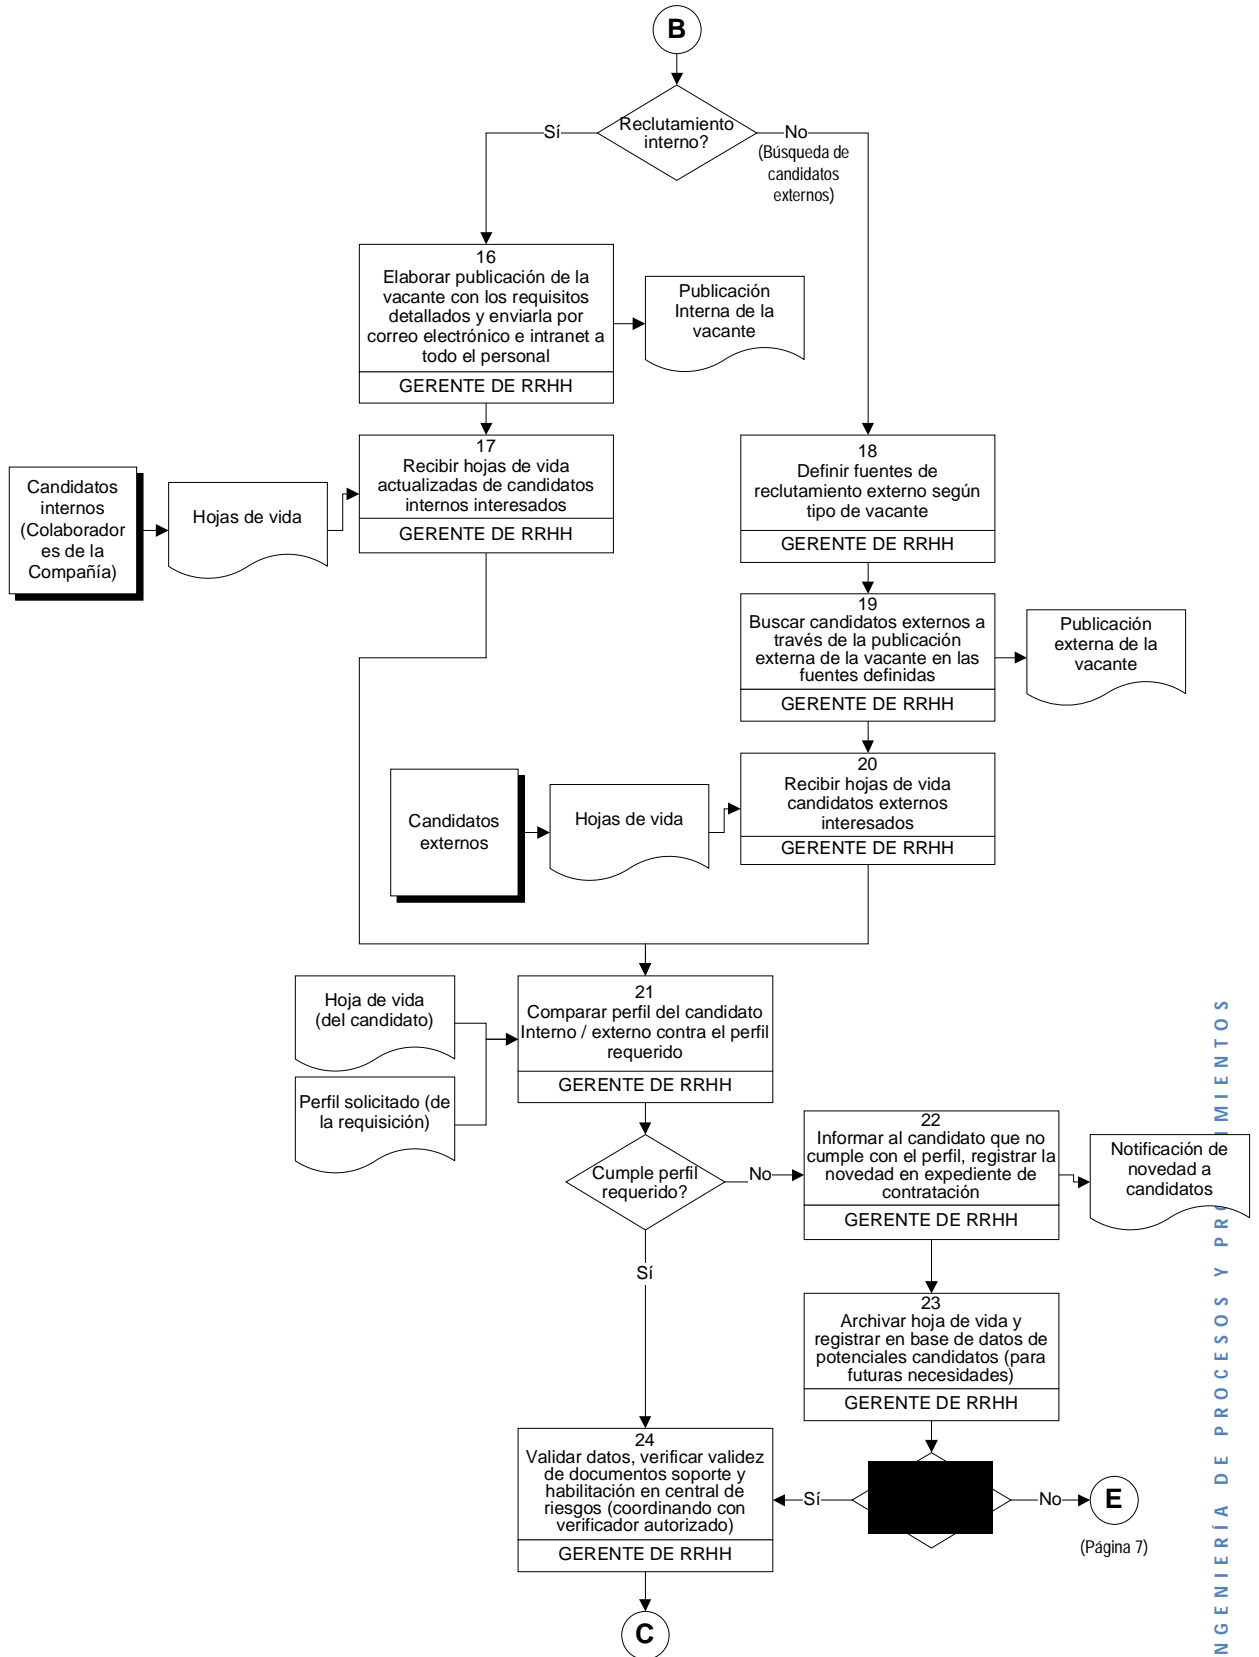 B
Reclutamiento
interno?
Sí
No
(Búsqueda de
candidatos
externos)
16
Elaborar publicación de la
vacante con los requisitos
detallados y enviarla por
correo electrónico e intranet a
todo el personal
GERENTE DE RRHH
Publicación
Interna de la
vacante
17
Recibir hojas de vida
actualizadas de candidatos
internos interesados
GERENTE DE RRHH
Candidatos
internos
(Colaborador
es de la
Compañía)
Hojas de vida
18
Definir fuentes de
reclutamiento externo según
tipo de vacante
GERENTE DE RRHH
19
Buscar candidatos externos a
través de la publicación
externa de la vacante en las
fuentes definidas
GERENTE DE RRHH
Publicación
externa de la
vacante
20
Recibir hojas de vida
candidatos externos
interesados
GERENTE DE RRHH
Candidatos
externos
Hojas de vida
21
Comparar perfil del candidato
Interno / externo contra el perfil
requerido
GERENTE DE RRHH
Hoja de vida
(del candidato)
Perfil solicitado (de
la requisición)
Cumple perfil
requerido?
No
Sí
22
Informar al candidato que no
cumple con el perfil, registrar la
novedad en expediente de
contratación
GERENTE DE RRHH
Notificación de
novedad a
candidatos
23
Archivar hoja de vida y
registrar en base de datos de
potenciales candidatos (para
futuras necesidades)
GERENTE DE RRHH
24
Validar datos, verificar validez
de documentos soporte y
habilitación en central de
riesgos (coordinando con
verificador autorizado)
GERENTE DE RRHH
Sí
No
E
(Página 7)
C
NGENIERÍA DE PROCESOS Y PR IMIENTOS